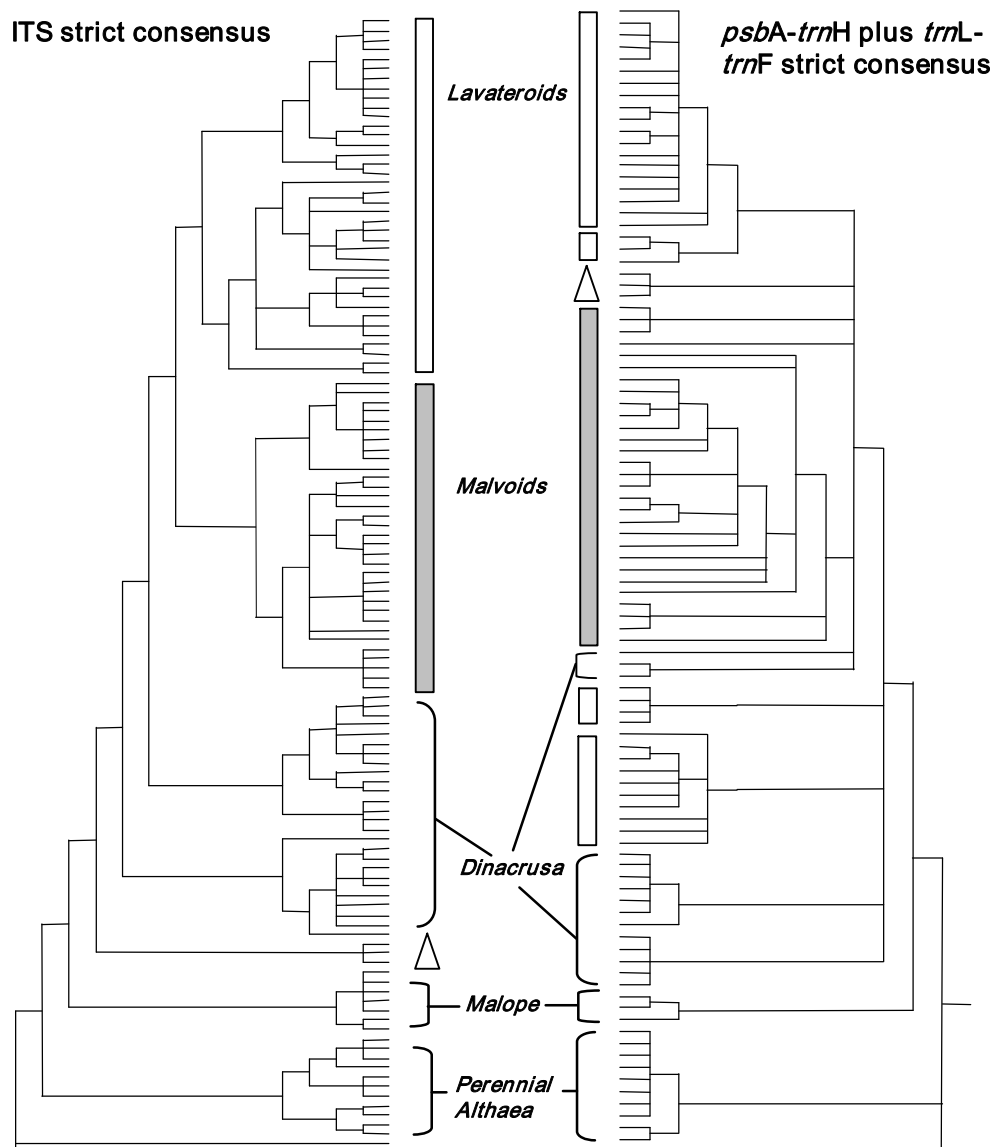 ITS strict consensus
psbA-trnH plus trnL-
trnF strict consensus
Lavateroids
Malvoids
Dinacrusa
Malope
Perennial
Althaea